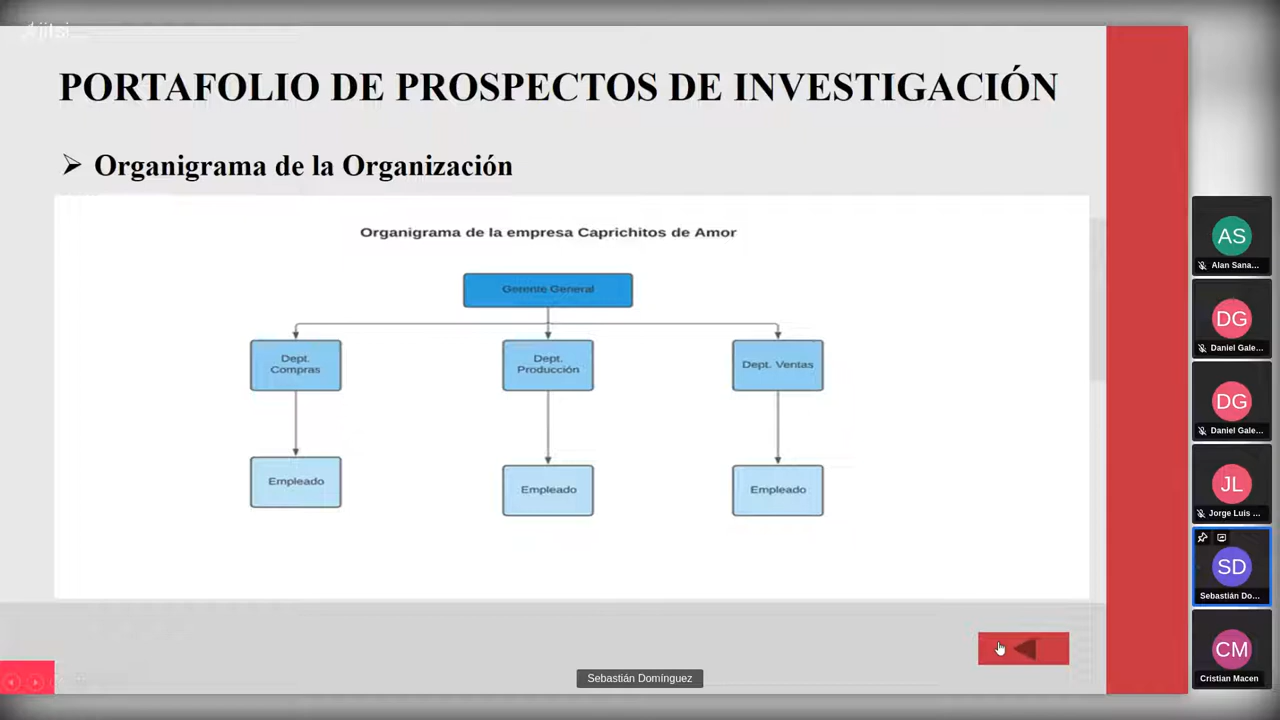 jitsi
PORTAFOLIO DE PROSPECTOS DE INVESTIGACIÓN
Organigrama de la Organización
Organigrama de la empresa Caprichitos de Amor
Gerente General
Dept.
Compras
Dept.
Producción
Dept. Ventas
Empleado
Empleado
Empleado
AS
Alan Sana...
DG
Daniel Gale...
DG
Daniel Gale...
JL
Jorge Luis ...
SD
Sebastián Do...
CM
Cristian Macen
Sebastián Domínguez